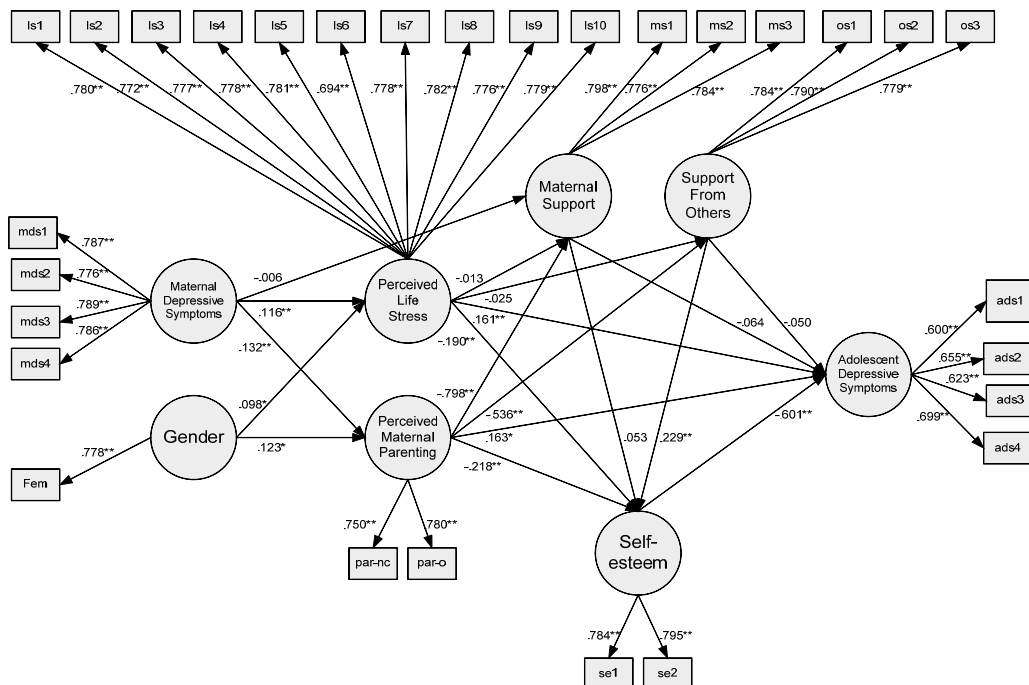 ls1 ls2 ls3 ls4 ls5 ls6 ls7 ls8 ls9 ls10 ms1 ms2 ms3 os1 os2 os3
.780** .772** .777** .778** .781** .694** .778** .782** .776** .779** .798** .776** .784** .784** .790** .779**
Maternal
Support
Support
From
Others
mds1
mds2
mds3
mds4
.787**
.776**
.789**
.786**
Maternal
Depressive
Symptoms
-.006
.116**
.132**
Perceived
Life
Stress
-.013
-.025
.161**
-.190**
-.064
-.050
Adolescent
Depressive
Symptoms
.600**
.655**
.623**
.699**
ads1
ads2
ads3
ads4
Gender
.778**
Fem
.098*
.123*
Perceived
Maternal
Parenting
-.798**
-.536**
.163*
-.218**
.053
.229**
-.601**
.750**
.780**
par-nc
par-o
Self-
esteem
.784**
.795**
se1
se2